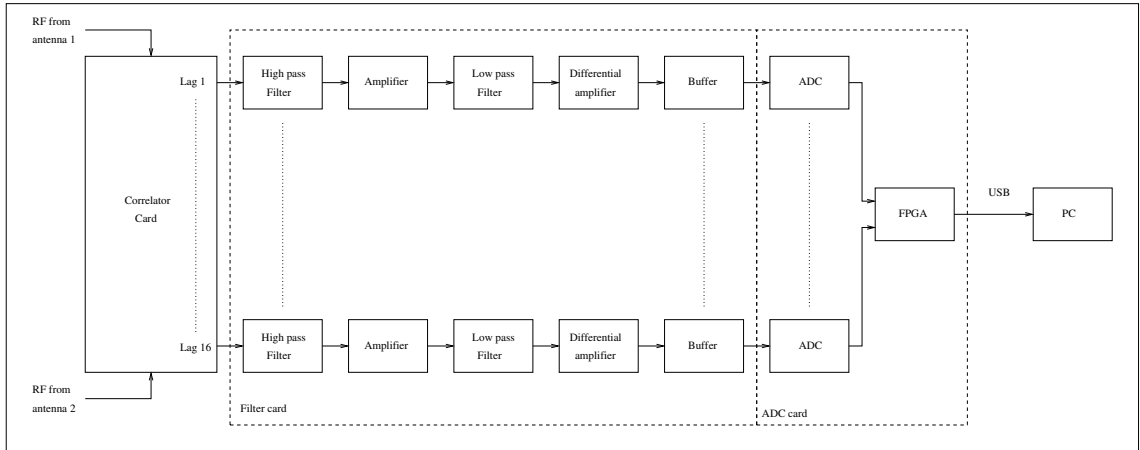 RF from
antenna 1
Lag 1
High pass
Filter
Amplifier
Low pass
Filter
Differential
amplifier
Buffer
ADC
Correlator
Card
FPGA
USB
PC
Lag 16
High pass
Filter
Amplifier
Low pass
Filter
Differential
amplifier
Buffer
ADC
RF from
antenna 2
Filter card
ADC card